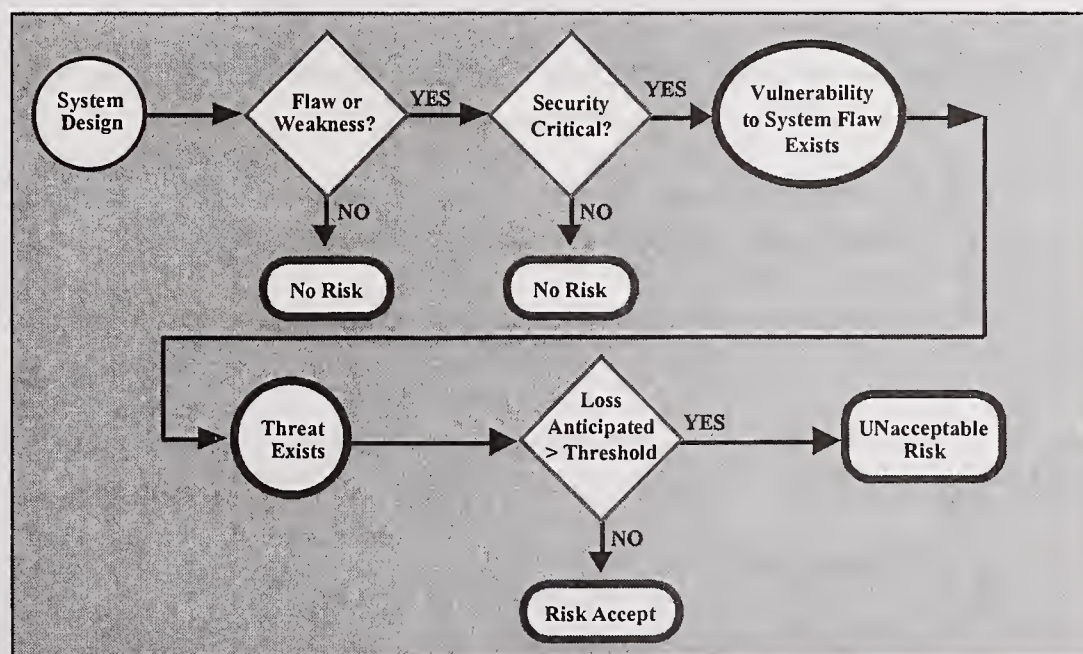 System
Design
Flaw or
Weakness?
YES
Security
Critical?
YES
Vulnerability
to System Flaw
Exists
NO
NO
No Risk
No Risk
Threat
Exists
Loss
Anticipated
> Threshold
YES
UNacceptable
Risk
NO
Risk Accept